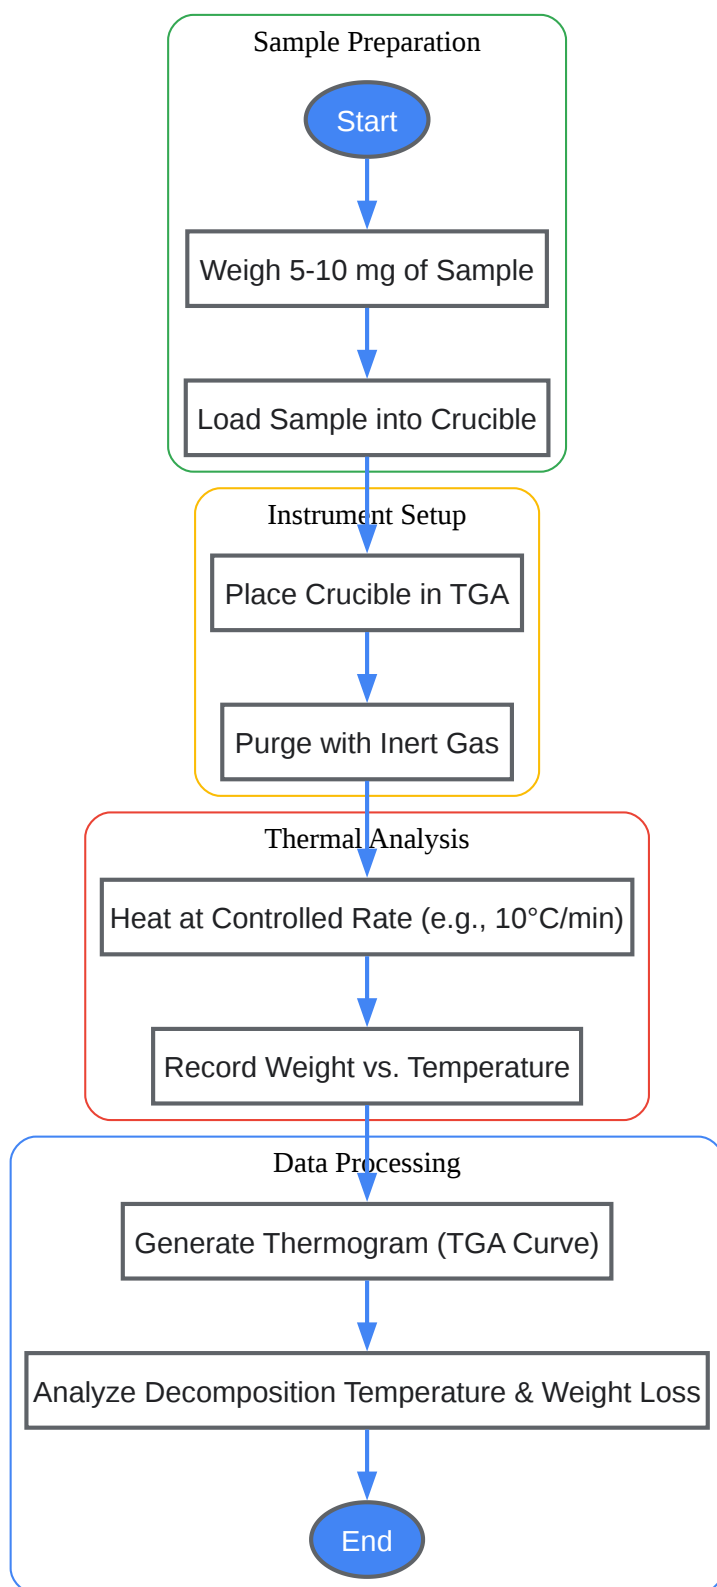 Sample Preparation
Start
Weigh 5-10 mg of Sample
Load Sample into Crucible
Instrument Setup
Place Crucible in TGA
Purge with Inert Gas
Thermal Analysis
Heat at Controlled Rate (e.g., 10°C/min)
Record Weight vs. Temperature
Data Processing
Generate Thermogram (TGA Curve)
Analyze Decomposition Temperature & Weight Loss
End